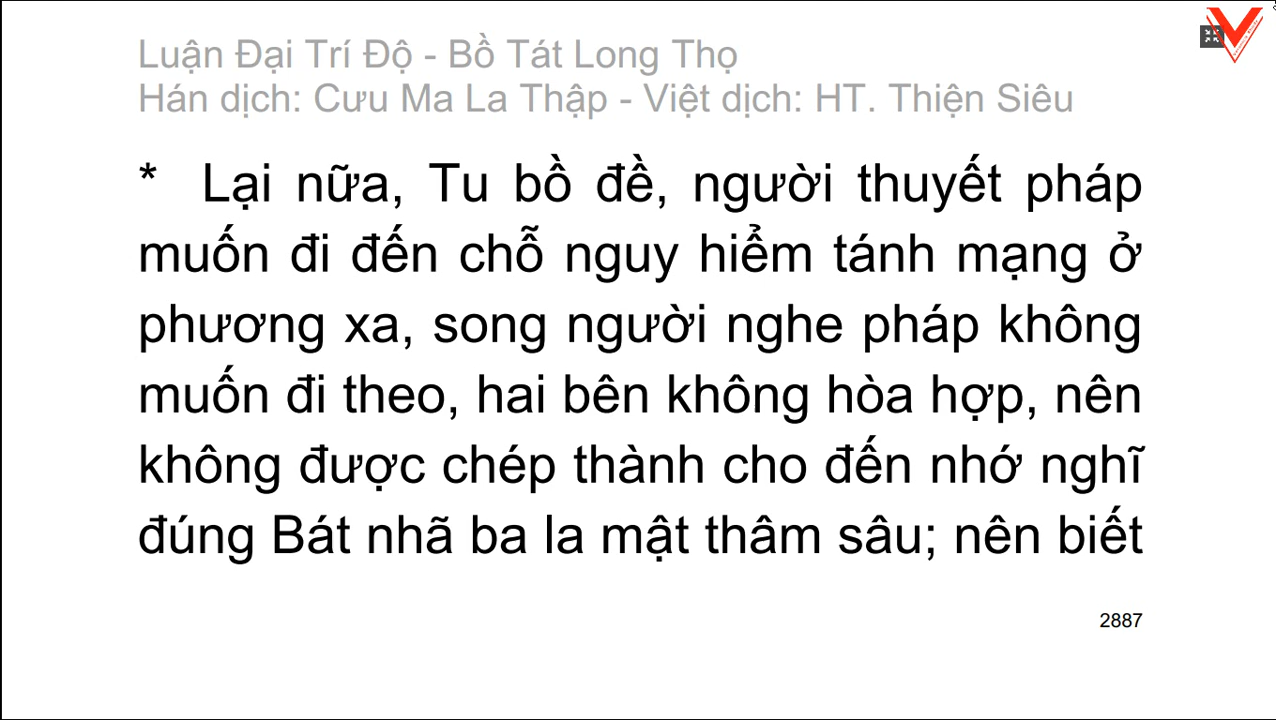 Luận Đại Trí Độ - Bồ Tát Long Thọ
Hán dịch: Cưu Ma La Thập - Việt dịch: HT. Thiện Siêu
* Lại nữa, Tu bồ đề, người thuyết pháp
muốn đi đến chỗ nguy hiểm tánh mạng ở
phương xa, song người nghe pháp không
muốn đi theo, hai bên không hòa hợp, nên
không được chép thành cho đến nhớ nghĩ
đúng Bát nhã ba la mật thâm sâu; nên biết
2887